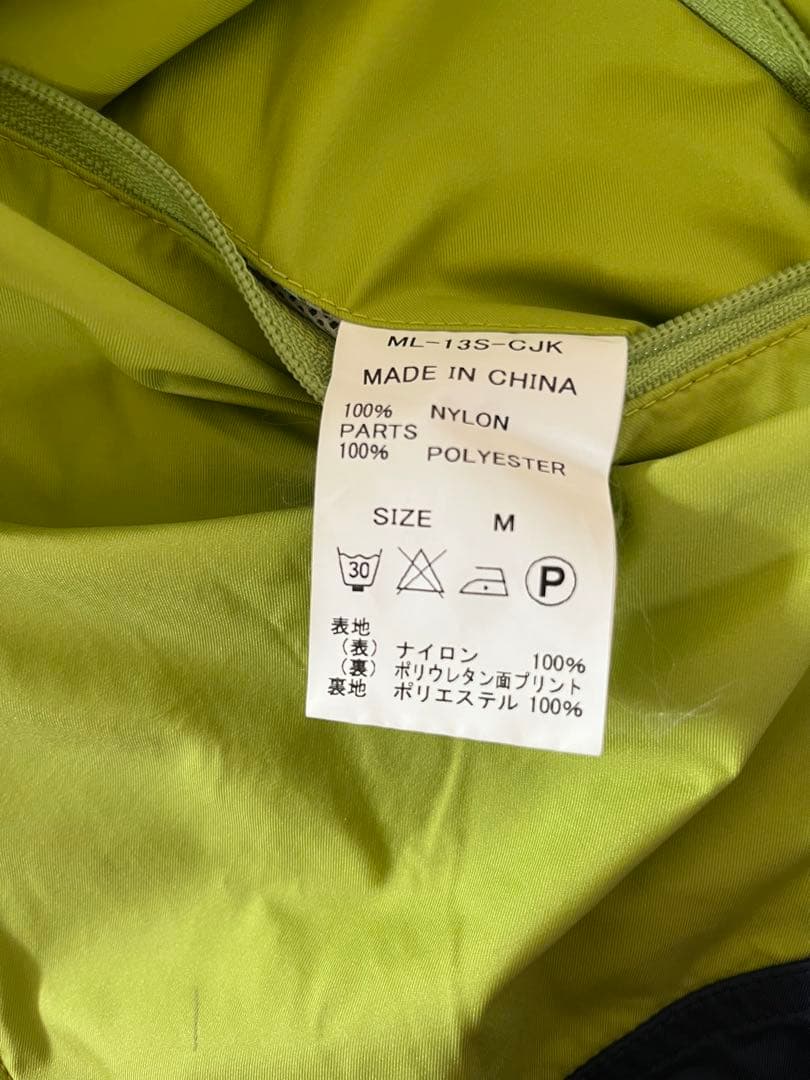 ML-13S-CJK
MADE IN CHINA
100% NYLON
PARTS
100% POLYESTER
SIZE M
30 P
表地
（表）ナイロン 100%
（裏）ポリウレタン面プリント
裏地 ポリエステル 100%